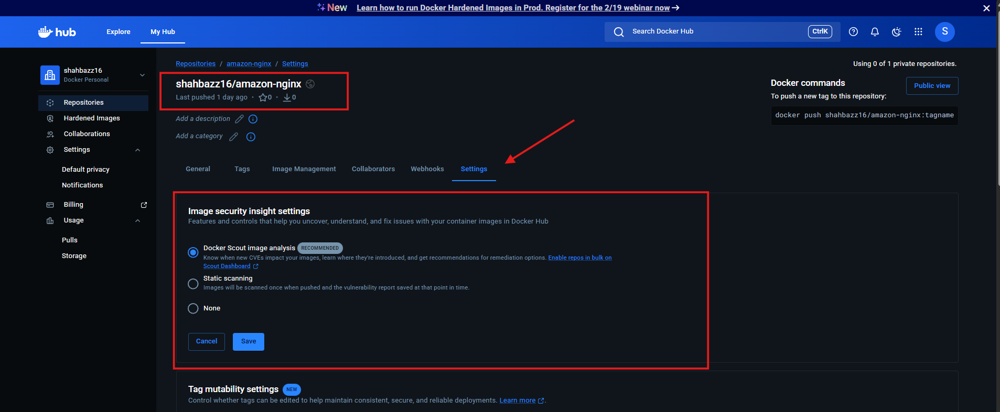 New Learn how to run Docker Hardened Images in Prod. Register for the 2/19 webinar now
hub
Explore
My Hub
Search Docker Hub
CtrlK
S
shahbazz16
Docker Personal
Repositories
Hardened Images
Collaborations
Settings
Default privacy
Notifications
Billing
Usage
Pulls
Storage
Repositories / amazon-nginx / Settings
Using 0 of 1 private repositories.
shahbazz16/amazon-nginx
Last pushed 1 day ago · 0 · 0
Add a description
Add a category
Docker commands
Public view
To push a new tag to this repository:
docker push shahbazz16/amazon-nginx:tagname
General
Tags
Image Management
Collaborators
Webhooks
Settings
Image security insight settings
Features and controls that help you uncover, understand, and fix issues with your container images in Docker Hub
Docker Scout image analysis RECOMMENDED
Know when new CVEs impact your images, learn where they're introduced, and get recommendations for remediation options. Enable repos in bulk on
Scout Dashboard
Static scanning
Images will be scanned once when pushed and the vulnerability report saved at that point in time.
None
Cancel
Save
Tag mutability settings NEW
Control whether tags can be edited to help maintain consistent, secure, and reliable deployments. Learn more .